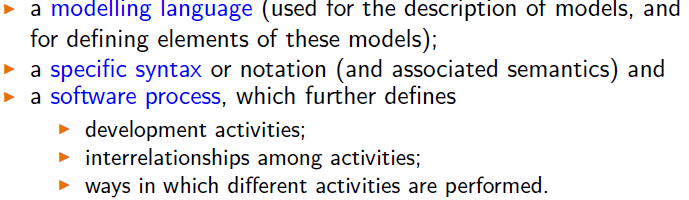 a modelling language (used for the description of models, and
for defining elements of these models);
a specific syntax or notation (and associated semantics) and
a software process, which further defines
development activities;
interrelationships among activities;
ways in which different activities are performed.